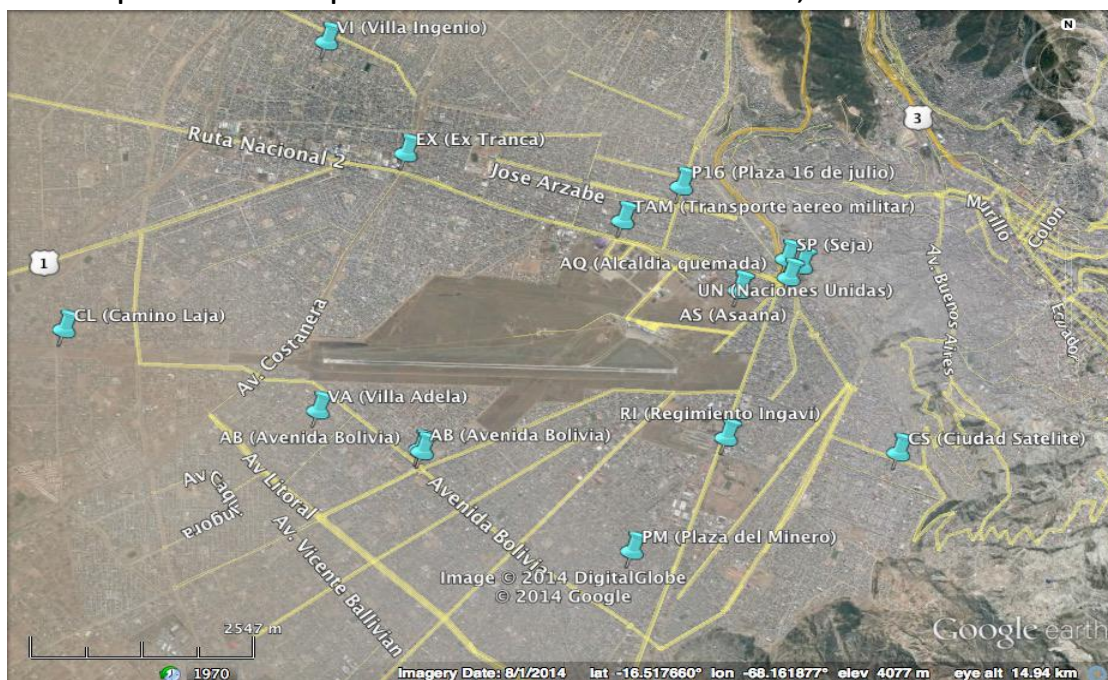 VI (Villa Ingenio)
N
3
EX (Ex Tranca)
Ruta Nacional 2
Jose Arzabe
P16 (Plaza 16 de julio)
TAM (Transporte aereo militar)
Murillo
Colon
SP (Seja)
AQ (Alcaldia quemada)
1
UN (Naciones Unidas)
Av. Buenos Aires
Ecuador
CL (Camino Laja)
AS (Asaana)
Av. Costanera
VA (Villa Adela)
RI (Regimiento Ingavi)
AB (Avenida Bolivia)
AB (Avenida Bolivia)
CS (Ciudad Satelite)
Av Litoral
Avenida Bolivia
Av. Vicente Ballivian
PM (Plaza del Minero)
Image © 2014 DigitalGlobe
© 2014 Google
Google earth
2547 m
1970
Imagery Date: 8/1/2014 lat -16.517660° lon -68.161877° elev 4077 m eye alt 14.94 km